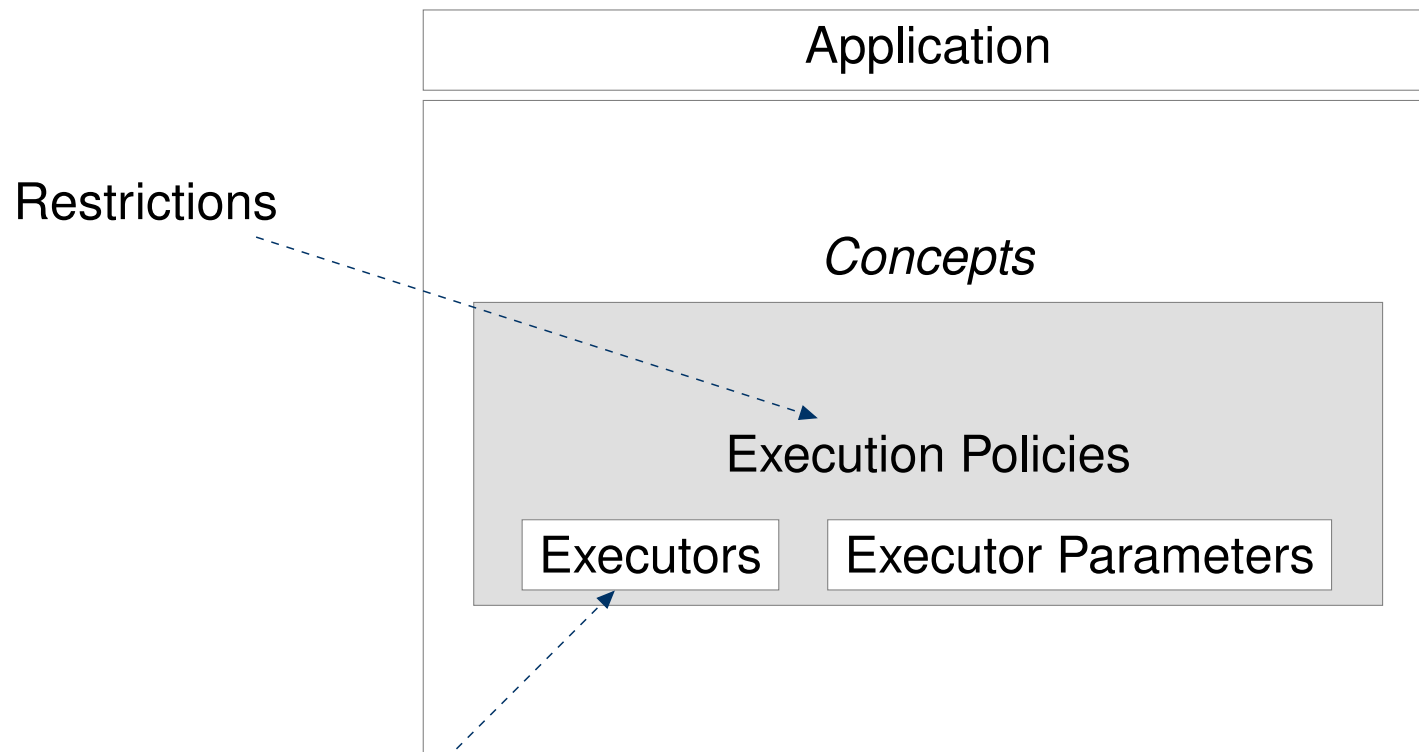 Application
Restrictions
Concepts
Execution Policies
Executors
Executor Parameters